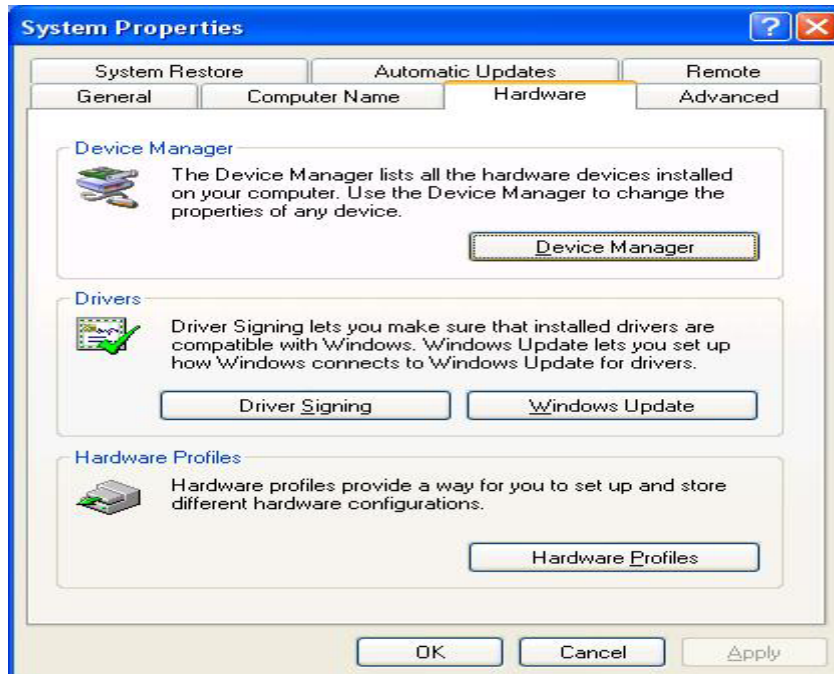 System Properties
System Restore Automatic Updates Remote
General Computer Name Hardware Advanced
Device Manager
The Device Manager lists all the hardware devices installed
on your computer. Use the Device Manager to change the
properties of any device.
Device Manager
Drivers
Driver Signing lets you make sure that installed drivers are
compatible with Windows. Windows Update lets you set up
how Windows connects to Windows Update for drivers.
Driver Signing Windows Update
Hardware Profiles
Hardware profiles provide a way for you to set up and store
different hardware configurations.
Hardware Profiles
OK Cancel Apply